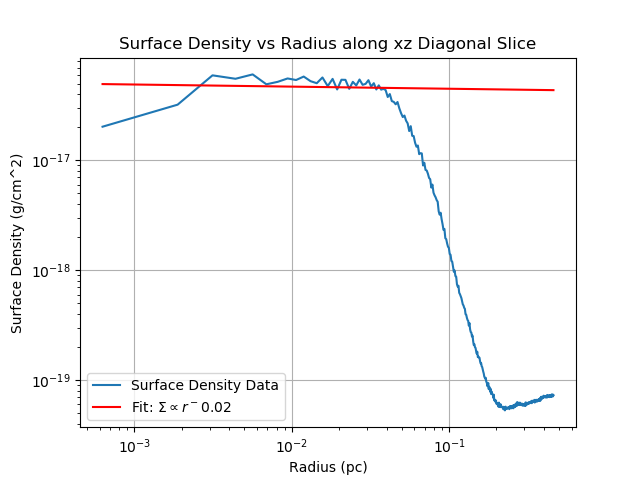 Surface Density vs Radius along xz Diagonal Slice
Surface Density (g/cm^2)
10⁻¹⁷
10⁻¹⁸
10⁻¹⁹
Surface Density Data
Fit: Σ ∝ r⁻0.02
10⁻³
10⁻²
10⁻¹
Radius (pc)